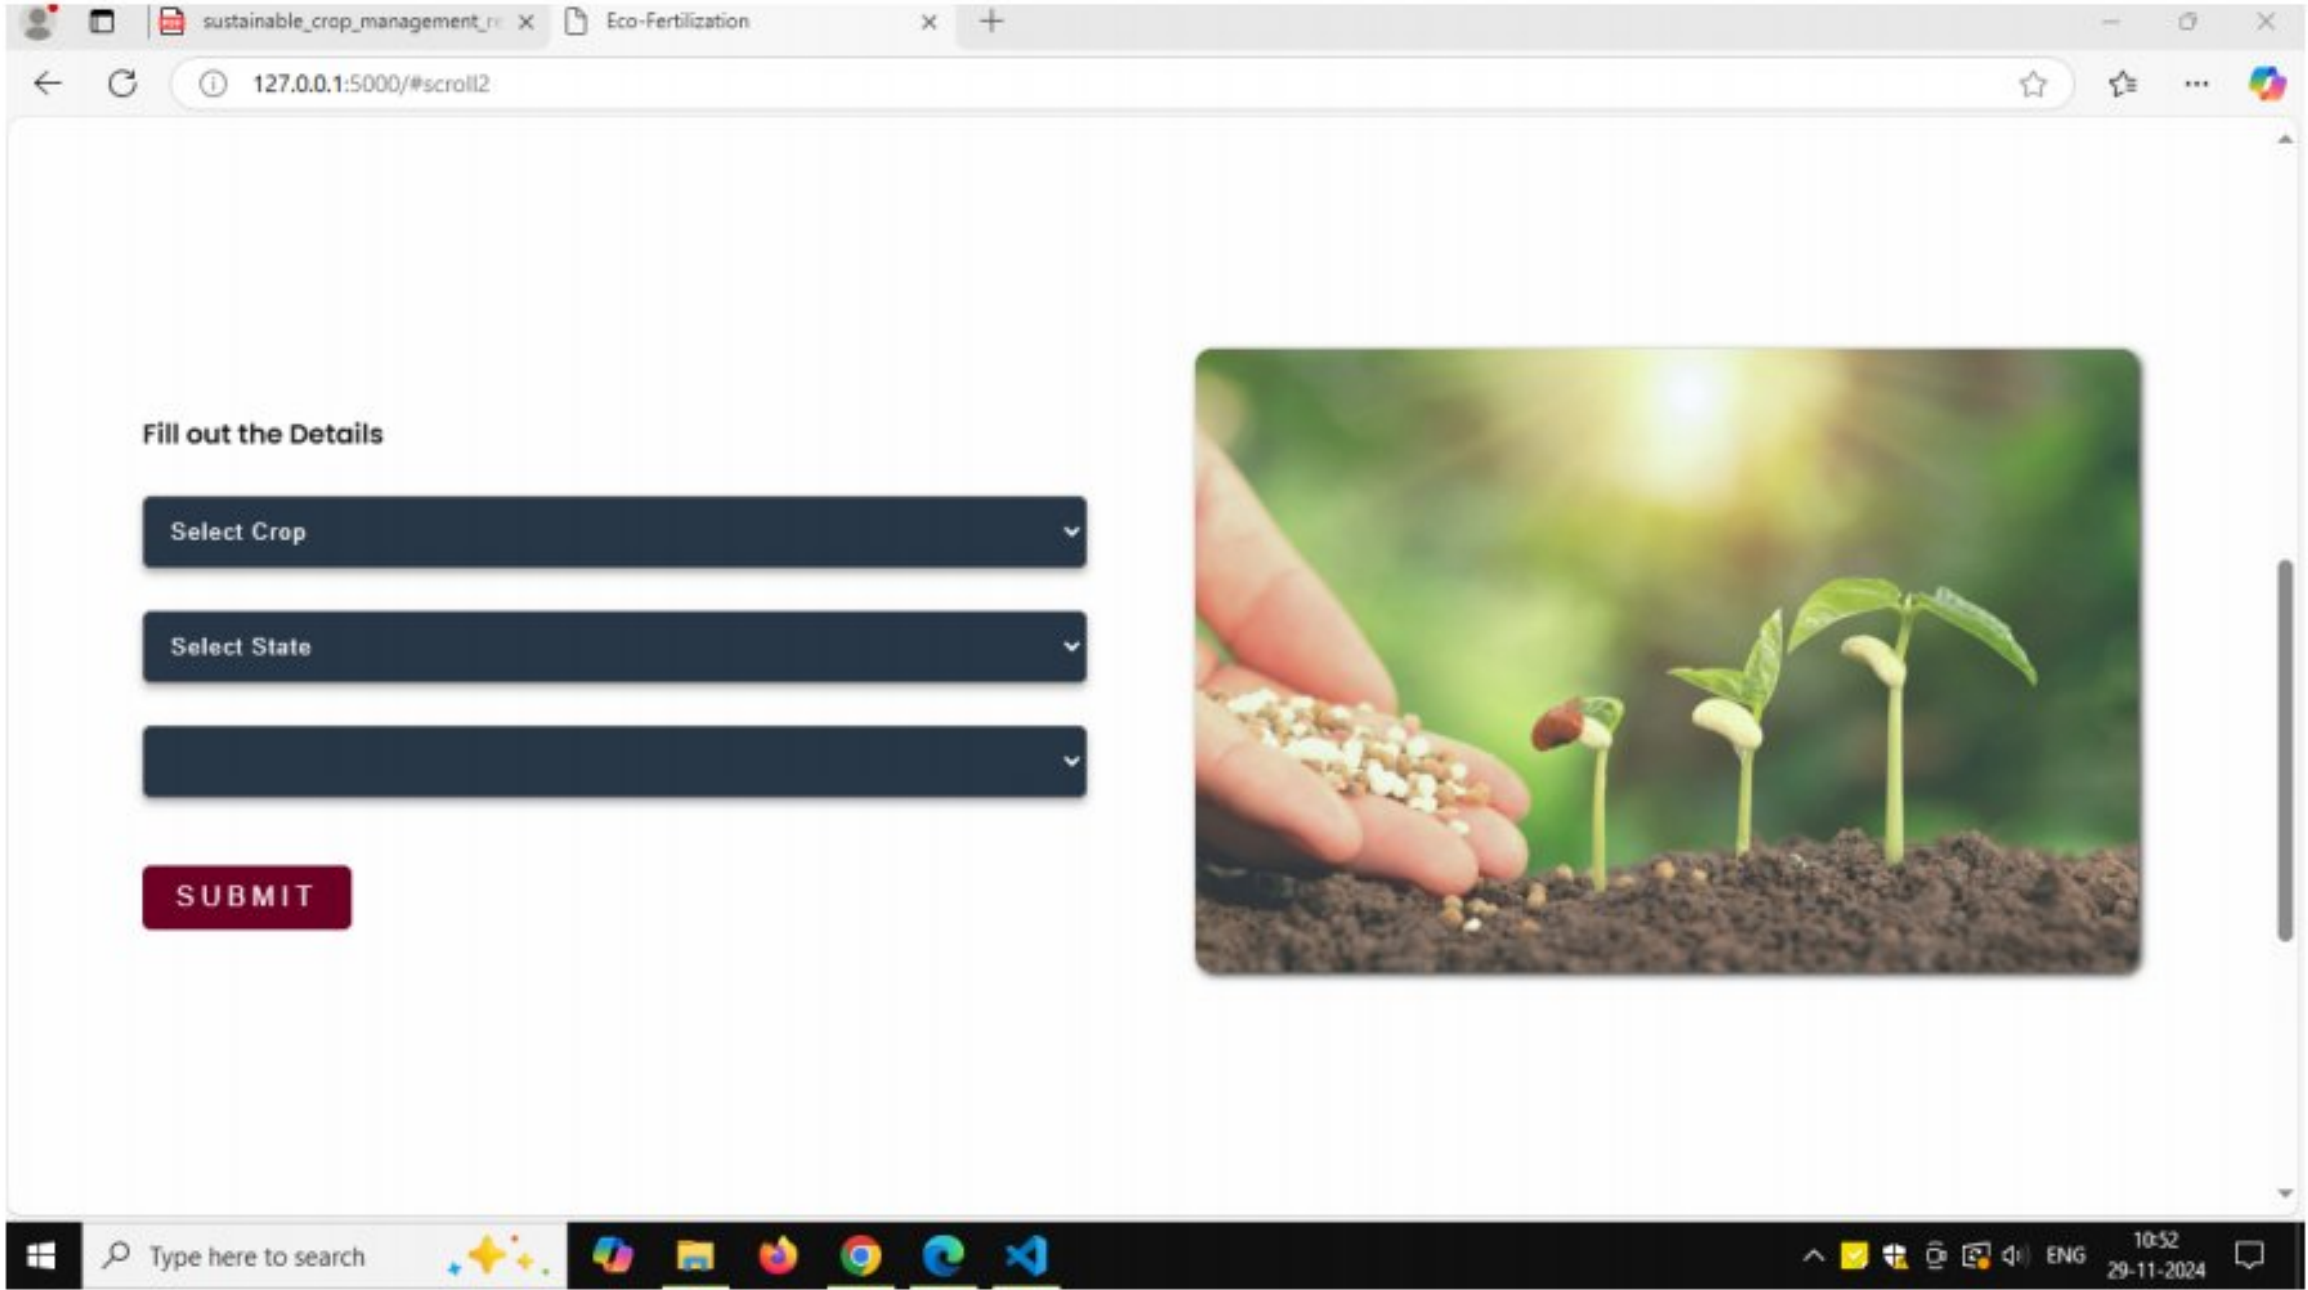 sustainable_crop_management_re
Eco-Fertilization
127.0.0.1:5000/#scroll2
Fill out the Details
Select Crop
Select State
SUBMIT
Type here to search
ENG
10:52
29-11-2024